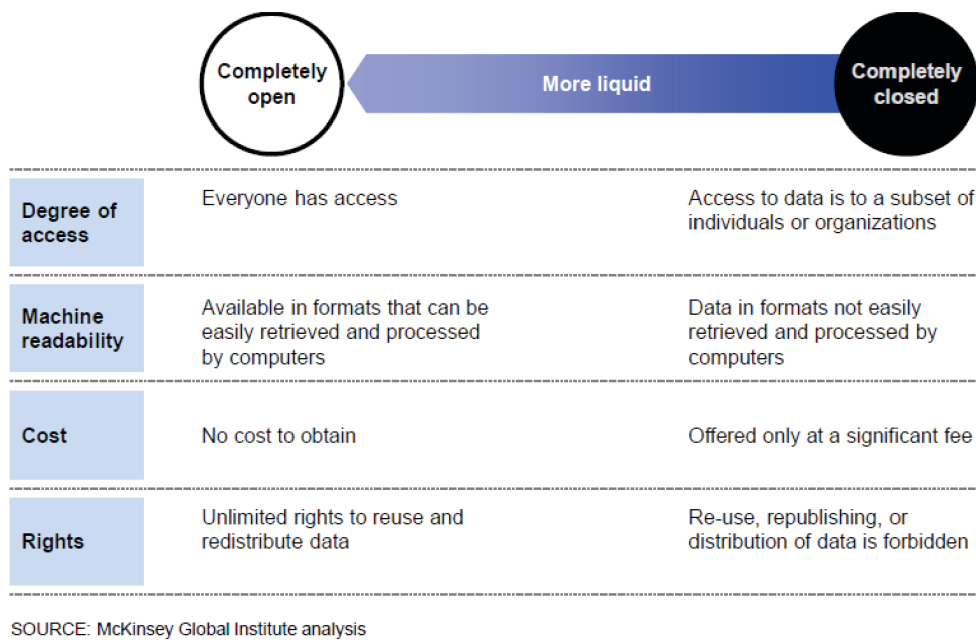 Completely
open
More liquid
Completely
closed
Degree of
access
Everyone has access
Access to data is to a subset of
individuals or organizations
Machine
readability
Available in formats that can be
easily retrieved and processed
by computers
Data in formats not easily
retrieved and processed by
computers
Cost
No cost to obtain
Offered only at a significant fee
Rights
Unlimited rights to reuse and
redistribute data
Re-use, republishing, or
distribution of data is forbidden
SOURCE: McKinsey Global Institute analysis